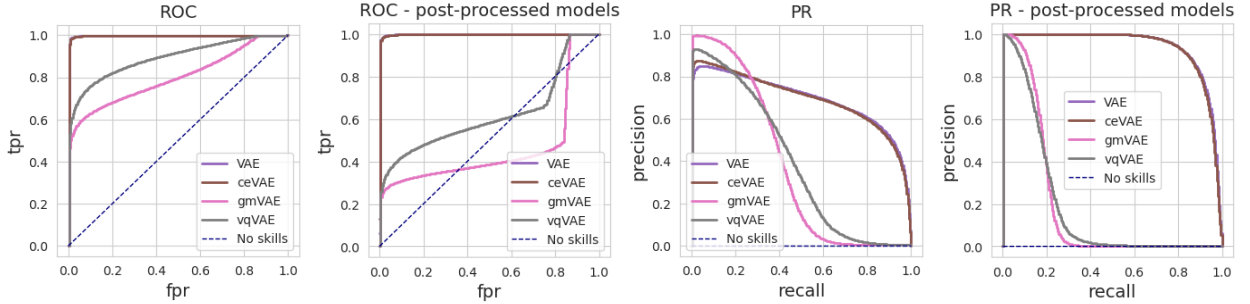 ROC
1.0
0.8
0.6
0.4
0.2
0.0
tpr
0.0 0.2 0.4 0.6 0.8 1.0
fpr
VAE
ceVAE
gmVAE
vqVAE
No skills
ROC - post-processed models
1.0
0.8
0.6
0.4
0.2
0.0
tpr
0.0 0.2 0.4 0.6 0.8 1.0
fpr
VAE
ceVAE
gmVAE
vqVAE
No skills
PR
1.0
0.8
0.6
0.4
0.2
0.0
precision
0.0 0.2 0.4 0.6 0.8 1.0
recall
VAE
ceVAE
gmVAE
vqVAE
No skills
PR - post-processed models
1.0
0.8
0.6
0.4
0.2
0.0
precision
0.0 0.2 0.4 0.6 0.8 1.0
recall
VAE
ceVAE
gmVAE
vqVAE
No skills